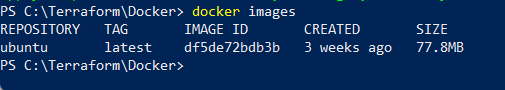 PS C:\Terraform\Docker> docker images
REPOSITORY   TAG       IMAGE ID       CREATED       SIZE
ubuntu       latest    df5de72bdb3b   3 weeks ago   77.8MB
PS C:\Terraform\Docker>